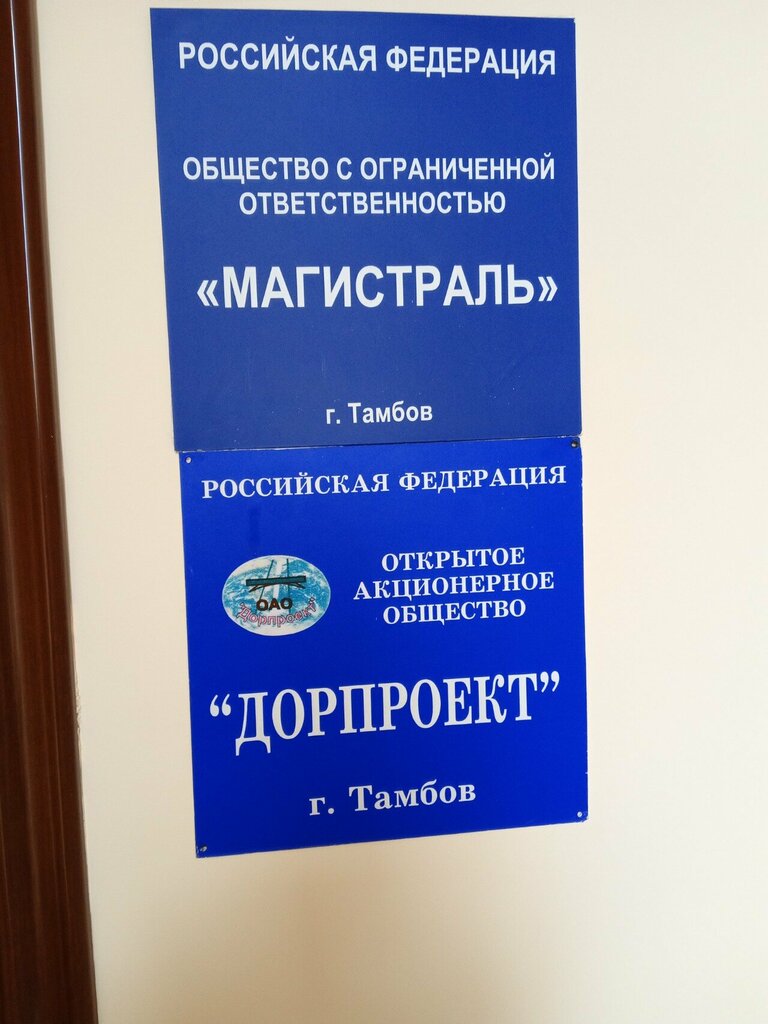 РОССИЙСКАЯ ФЕДЕРАЦИЯ
ОБЩЕСТВО С ОГРАНИЧЕННОЙ
ОТВЕТСТВЕННОСТЬЮ
«МАГИСТРАЛЬ»
г. Тамбов
РОССИЙСКАЯ ФЕДЕРАЦИЯ
ОАО
"Дорпроект"
ОТКРЫТОЕ
АКЦИОНЕРНОЕ
ОБЩЕСТВО
“ДОРПРОЕКТ”
г. Тамбов